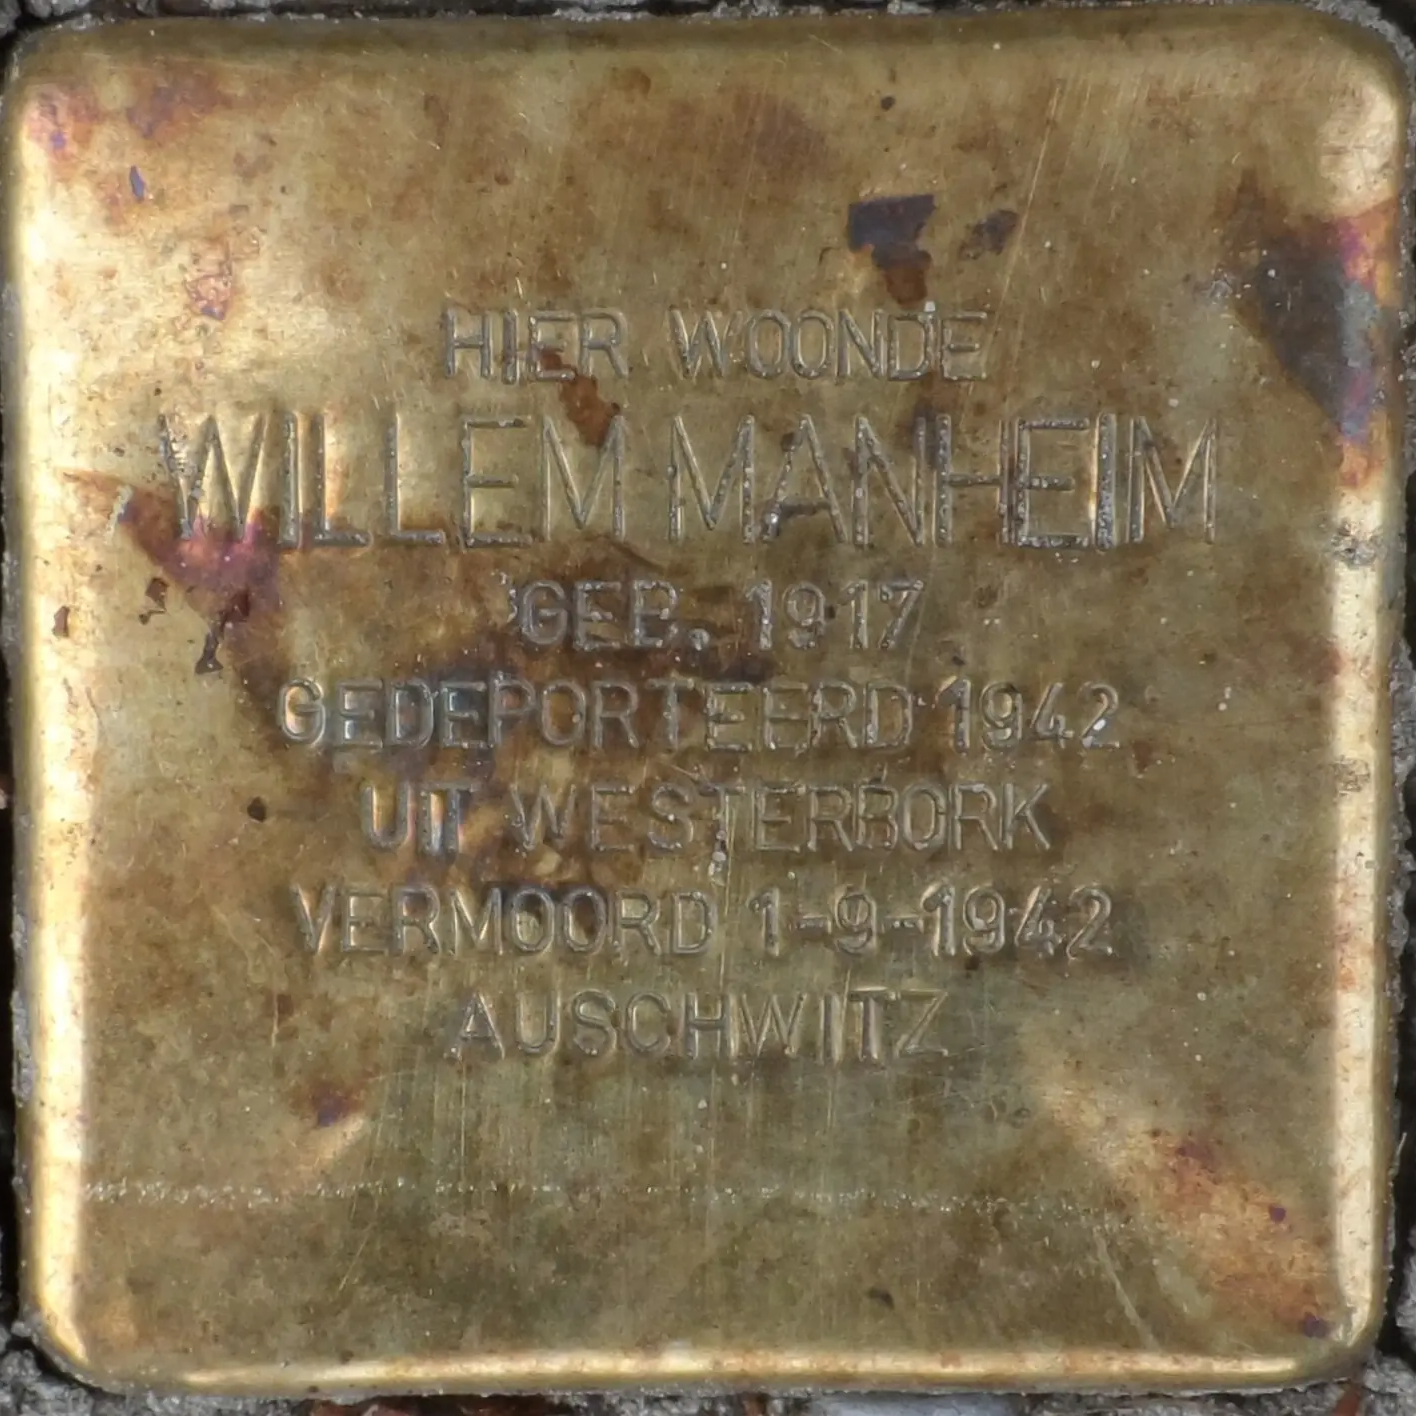 HIER WOONDE
WILLEM MANHEIM
GEB. 1917
GEDEPORTEERD 1942
UIT WESTERBORK
VERMOORD 1-9-1942
AUSCHWITZ